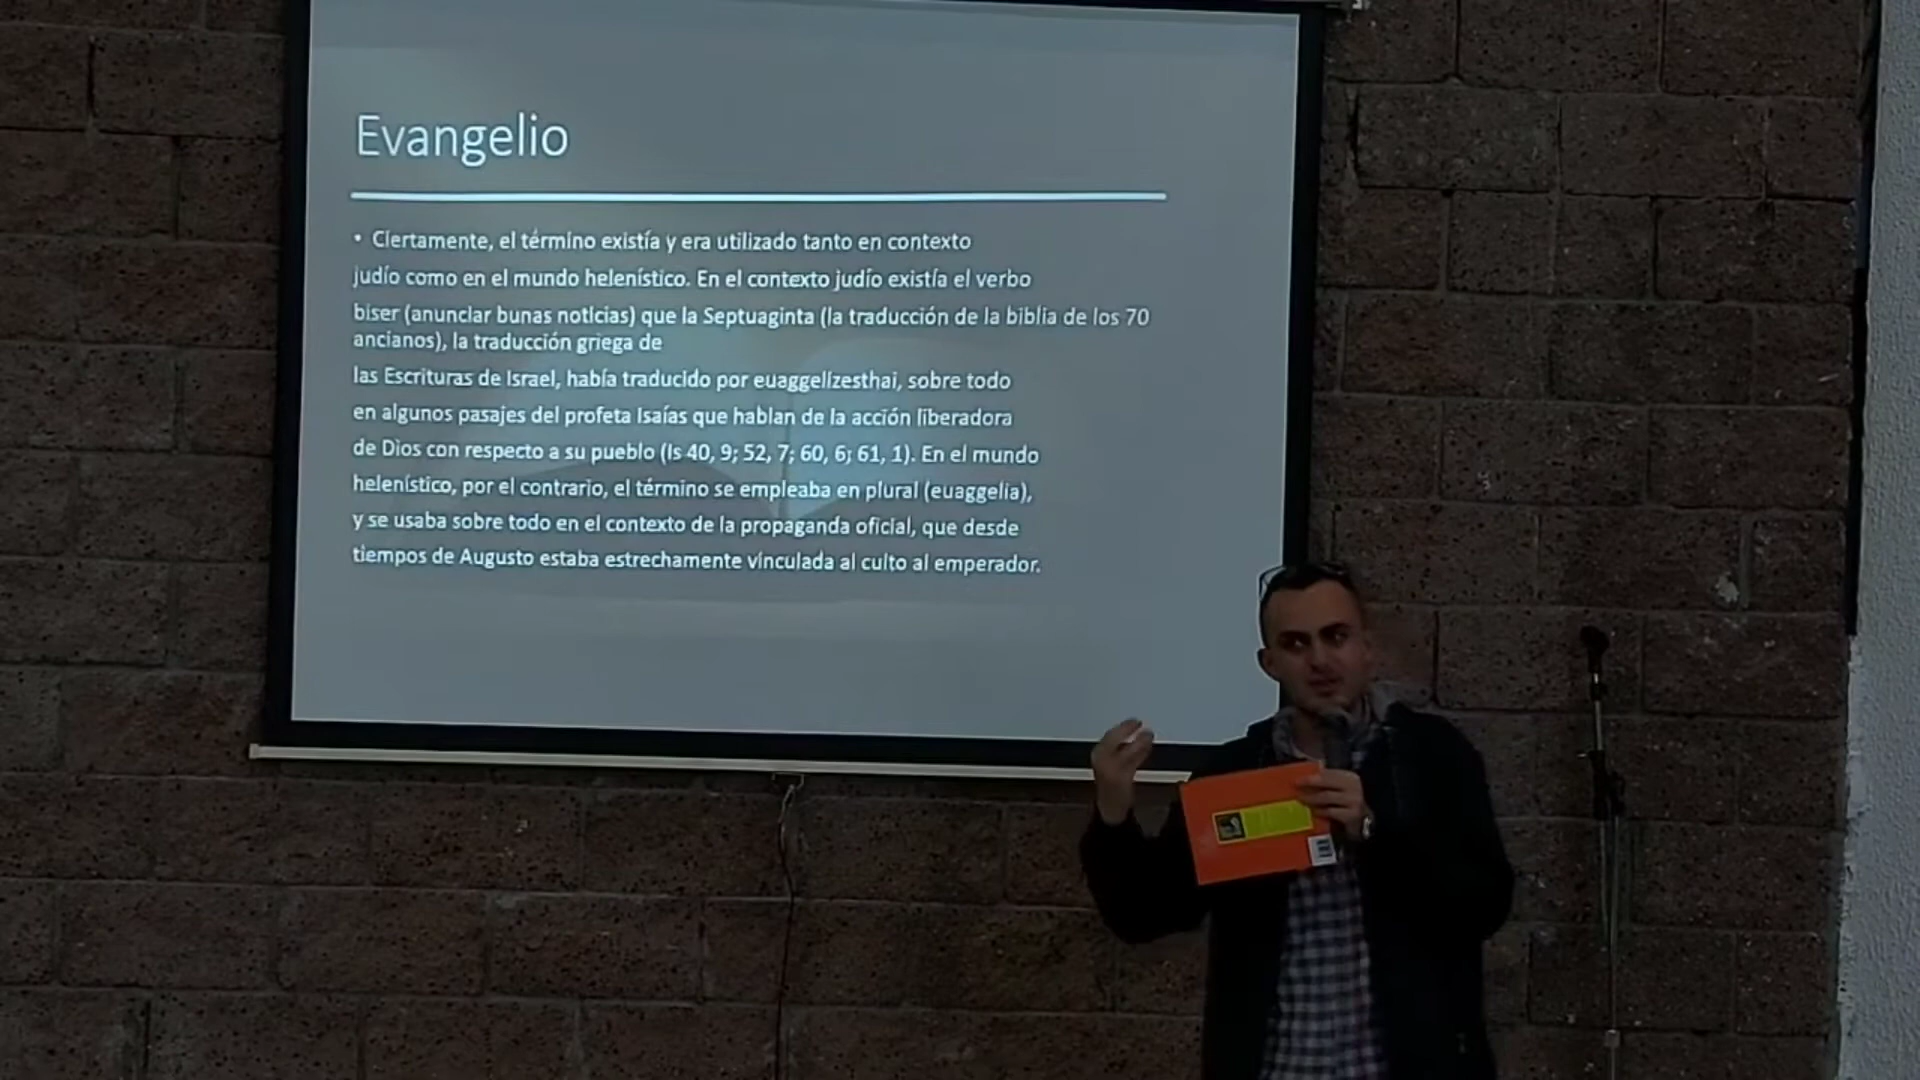 Evangelio
• Ciertamente, el término existía y era utilizado tanto en contexto
judío como en el mundo helenístico. En el contexto judío existía el verbo
biser (anunciar bunas noticias) que la Septuaginta (la traducción de la biblia de los 70
ancianos), la traducción griega de
las Escrituras de Israel, había traducido por euaggelizesthai, sobre todo
en algunos pasajes del profeta Isaías que hablan de la acción liberadora
de Dios con respecto a su pueblo (Is 40, 9; 52, 7; 60, 6; 61, 1). En el mundo
helenístico, por el contrario, el término se empleaba en plural (euaggelia),
y se usaba sobre todo en el contexto de la propaganda oficial, que desde
tiempos de Augusto estaba estrechamente vinculada al culto al emperador.